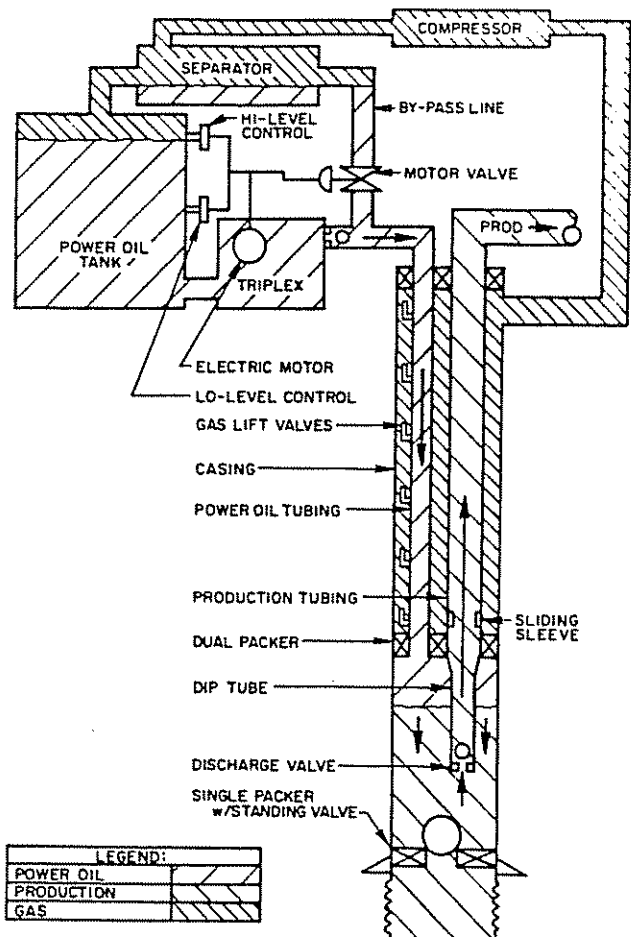 COMPRESSOR
SEPARATOR
BY-PASS LINE
HI-LEVEL
CONTROL
MOTOR VALVE
PROD
POWER OIL
TANK
TRIPLEX
ELECTRIC MOTOR
LO-LEVEL CONTROL
GAS LIFT VALVES
CASING
POWER OIL TUBING
PRODUCTION TUBING
SLIDING
SLEEVE
DUAL PACKER
DIP TUBE
DISCHARGE VALVE
SINGLE PACKER
w/STANDING VALVE
LEGEND:
POWER OIL
PRODUCTION
GAS